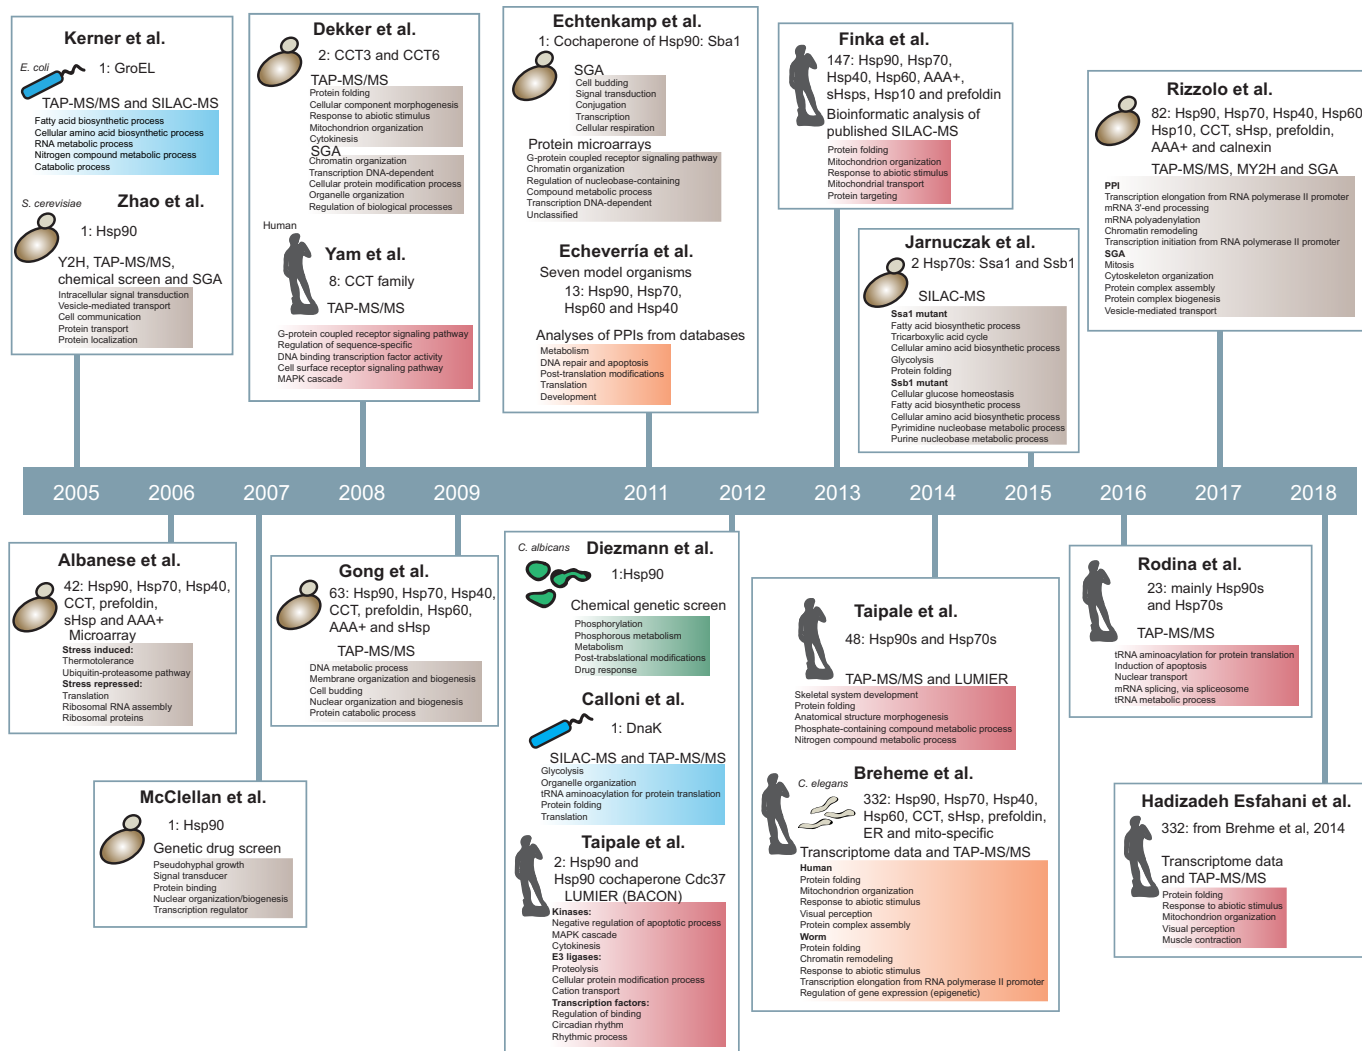 Kerner et al.
E. coli
1: GroEL
TAP-MS/MS and SILAC-MS
Fatty acid biosynthetic process
Cellular amino acid biosynthetic process
RNA metabolic process
Nitrogen compound metabolic process
Catabolic process
S. cerevisiae
Zhao et al.
1: Hsp90
Y2H, TAP-MS/MS,
chemical screen and SGA
Intracellular signal transduction
Vesicle-mediated transport
Cell communication
Protein transport
Protein localization
Dekker et al.
2: CCT3 and CCT6
TAP-MS/MS
Protein folding
Cellular component morphogenesis
Response to abiotic stimulus
Mitochondrion organization
Cytokinesis
SGA
Chromatin organization
Transcription DNA-dependent
Cellular protein modification process
Organelle organization
Regulation of biological processes
Human
Yam et al.
8: CCT family
TAP-MS/MS
G-protein coupled receptor signaling pathway
Regulation of sequence-specific
DNA binding transcription factor activity
Cell surface receptor signaling pathway
MAPK cascade
Echtenkamp et al.
1: Cochaperone of Hsp90: Sba1
SGA
Cell budding
Signal transduction
Conjugation
Transcription
Cellular respiration
Protein microarrays
G-protein coupled receptor signaling pathway
Chromatin organization
Regulation of nucleobase-containing
Compound metabolic process
Transcription DNA-dependent
Unclassified
Echeverría et al.
Seven model organisms
13: Hsp90, Hsp70,
Hsp60 and Hsp40
Analyses of PPIs from databases
Metabolism
DNA repair and apoptosis
Post-translation modifications
Translation
Development
Finka et al.
147: Hsp90, Hsp70,
Hsp40, Hsp60, AAA+,
sHsps, Hsp10 and prefoldin
Bioinformatic analysis of
published SILAC-MS
Protein folding
Mitochondrion organization
Response to abiotic stimulus
Mitochondrial transport
Protein targeting
Jarnuczak et al.
2 Hsp70s: Ssa1 and Ssb1
SILAC-MS
Ssa1 mutant
Fatty acid biosynthetic process
Tricarboxylic acid cycle
Cellular amino acid biosynthetic process
Glycolysis
Protein folding
Ssb1 mutant
Cellular glucose homeostasis
Fatty acid biosynthetic process
Cellular amino acid biosynthetic process
Pyrimidine nucleobase metabolic process
Purine nucleobase metabolic process
Rizzolo et al.
82: Hsp90, Hsp70, Hsp40, Hsp60,
Hsp10, CCT, sHsp, prefoldin,
AAA+ and calnexin
TAP-MS/MS, MY2H and SGA
PPI
Transcription elongation from RNA polymerase II promoter
mRNA 3'-end processing
mRNA polyadenylation
Chromatin remodeling
Transcription initiation from RNA polymerase II promoter
SGA
Mitosis
Cytoskeleton organization
Protein complex assembly
Protein complex biogenesis
Vesicle-mediated transport
2005 2006 2007 2008 2009 2011 2012 2013 2014 2015 2016 2017 2018
Albanese et al.
42: Hsp90, Hsp70, Hsp40,
CCT, prefoldin,
sHsp and AAA+
Microarray
Stress induced:
Thermotolerance
Ubiquitin-proteasome pathway
Stress repressed:
Translation
Ribosomal RNA assembly
Ribosomal proteins
McClellan et al.
1: Hsp90
Genetic drug screen
Pseudohyphal growth
Signal transducer
Protein binding
Nuclear organization/biogenesis
Transcription regulator
Gong et al.
63: Hsp90, Hsp70, Hsp40,
CCT, prefoldin, Hsp60,
AAA+ and sHsp
TAP-MS/MS
DNA metabolic process
Membrane organization and biogenesis
Cell budding
Nuclear organization and biogenesis
Protein catabolic process
C. albicans
Diezmann et al.
1:Hsp90
Chemical genetic screen
Phosphorylation
Phosphorous metabolism
Metabolism
Post-trabslational modifications
Drug response
Calloni et al.
1: DnaK
SILAC-MS and TAP-MS/MS
Glycolysis
Organelle organization
tRNA aminoacylation for protein translation
Protein folding
Translation
Taipale et al.
2: Hsp90 and
Hsp90 cochaperone Cdc37
LUMIER (BACON)
Kinases:
Negative regulation of apoptotic process
MAPK cascade
Cytokinesis
E3 ligases:
Proteolysis
Cellular protein modification process
Cation transport
Transcription factors:
Regulation of binding
Circadian rhythm
Rhythmic process
Taipale et al.
48: Hsp90s and Hsp70s
TAP-MS/MS and LUMIER
Skeletal system development
Protein folding
Anatomical structure morphogenesis
Phosphate-containing compound metabolic process
Nitrogen compound metabolic process
Breheme et al.
C. elegans
332: Hsp90, Hsp70, Hsp40,
Hsp60, CCT, sHsp, prefoldin,
ER and mito-specific
Transcriptome data and TAP-MS/MS
Human
Protein folding
Mitochondrion organization
Response to abiotic stimulus
Visual perception
Protein complex assembly
Worm
Protein folding
Chromatin remodeling
Response to abiotic stimulus
Transcription elongation from RNA polymerase II promoter
Regulation of gene expression (epigenetic)
Rodina et al.
23: mainly Hsp90s
and Hsp70s
TAP-MS/MS
tRNA aminoacylation for protein translation
Induction of apoptosis
Nuclear transport
mRNA splicing, via spliceosome
tRNA metabolic process
Hadizadeh Esfahani et al.
332: from Brehme et al, 2014
Transcriptome data
and TAP-MS/MS
Protein folding
Response to abiotic stimulus
Mitochondrion organization
Visual perception
Muscle contraction